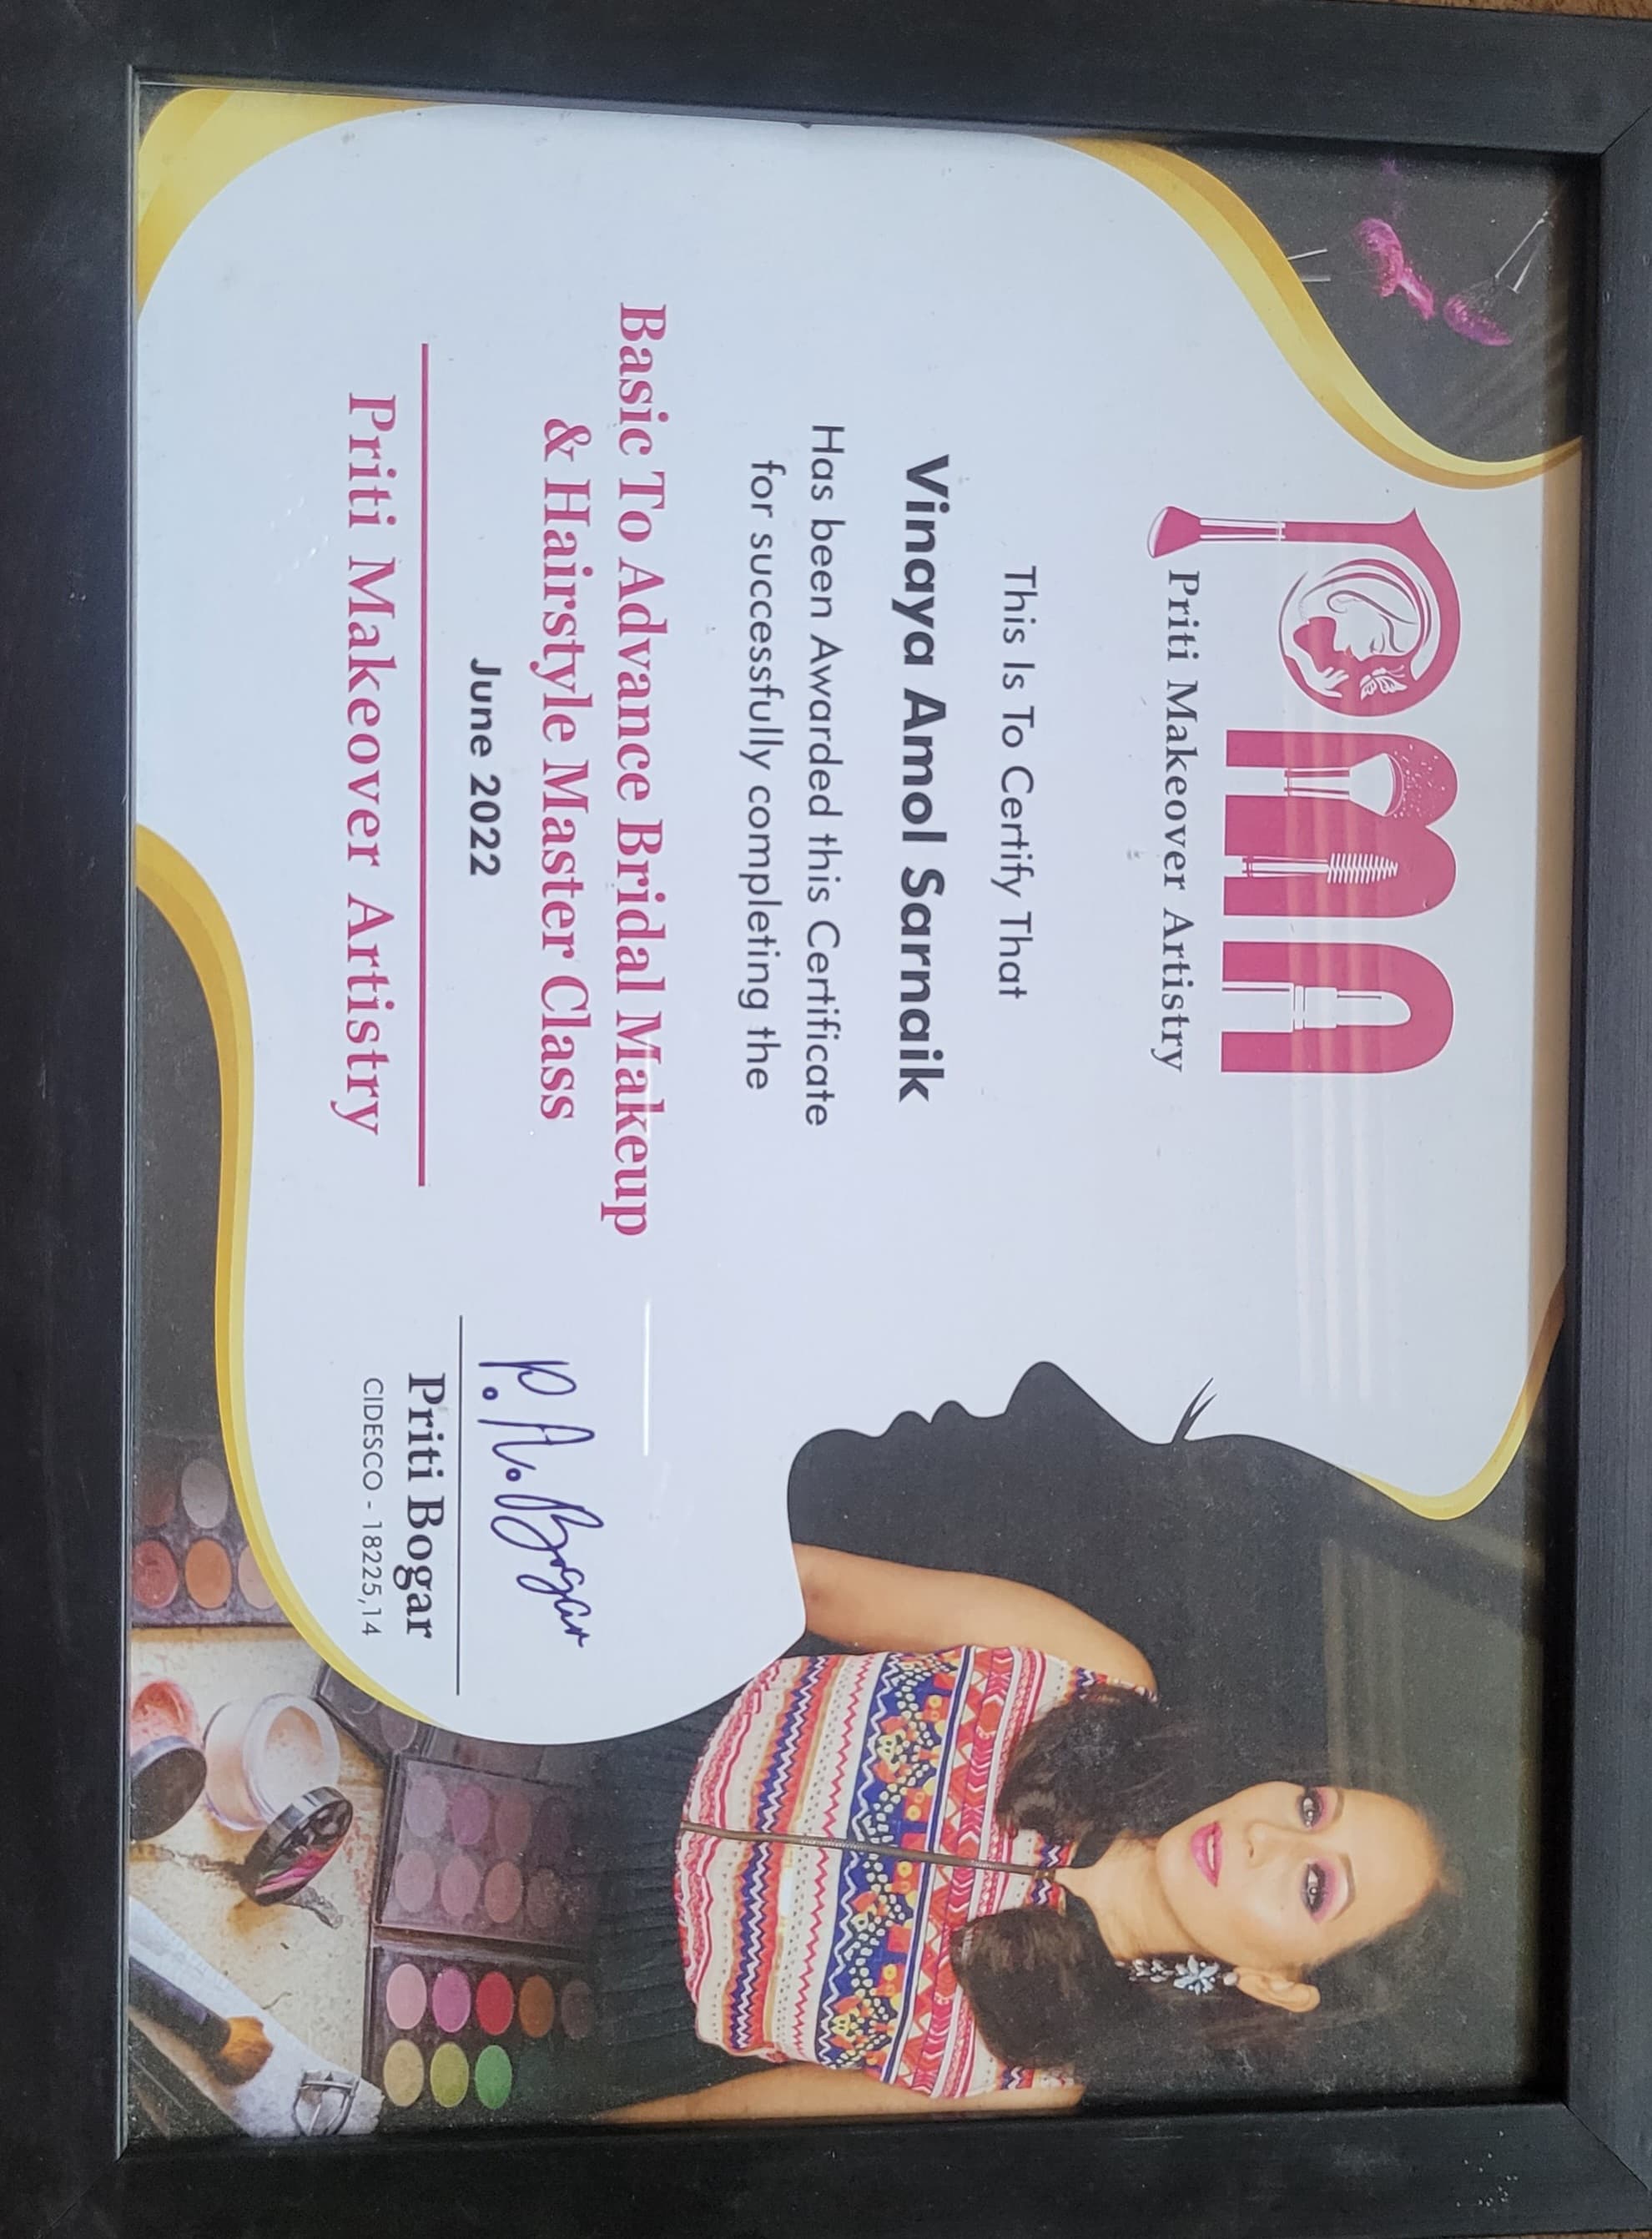 pmn
Priti Makeover Artistry
This Is To Certify That
Vinaya Amol Sarnaik
Has been Awarded this Certificate
for successfully completing the
Basic To Advance Bridal Makeup
& Hairstyle Master Class
June 2022
Priti Makeover Artistry
P. A. Bogar
Priti Bogar
CIDESCO - 18225,14